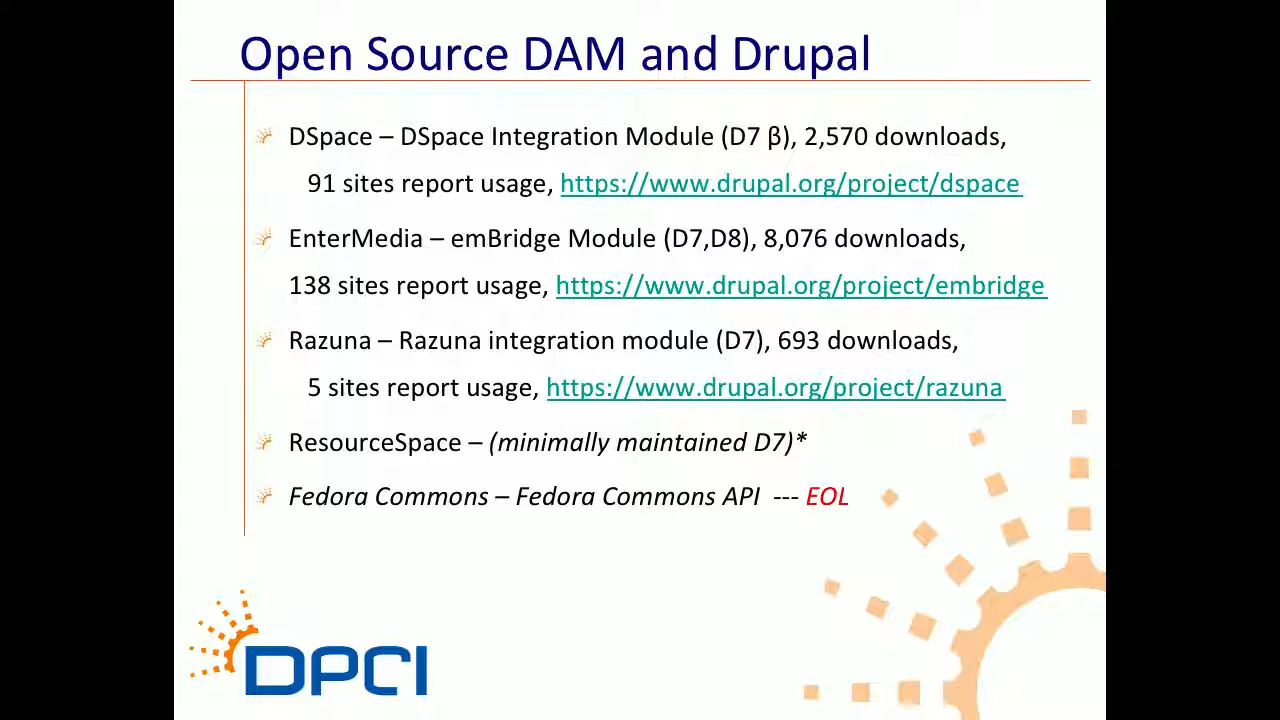 Open Source DAM and Drupal
DSpace – DSpace Integration Module (D7 β), 2,570 downloads,
91 sites report usage, https://www.drupal.org/project/dspace
EnterMedia – emBridge Module (D7,D8), 8,076 downloads,
138 sites report usage, https://www.drupal.org/project/embridge
Razuna – Razuna integration module (D7), 693 downloads,
5 sites report usage, https://www.drupal.org/project/razuna
ResourceSpace – (minimally maintained D7)*
Fedora Commons – Fedora Commons API --- EOL
DPCI